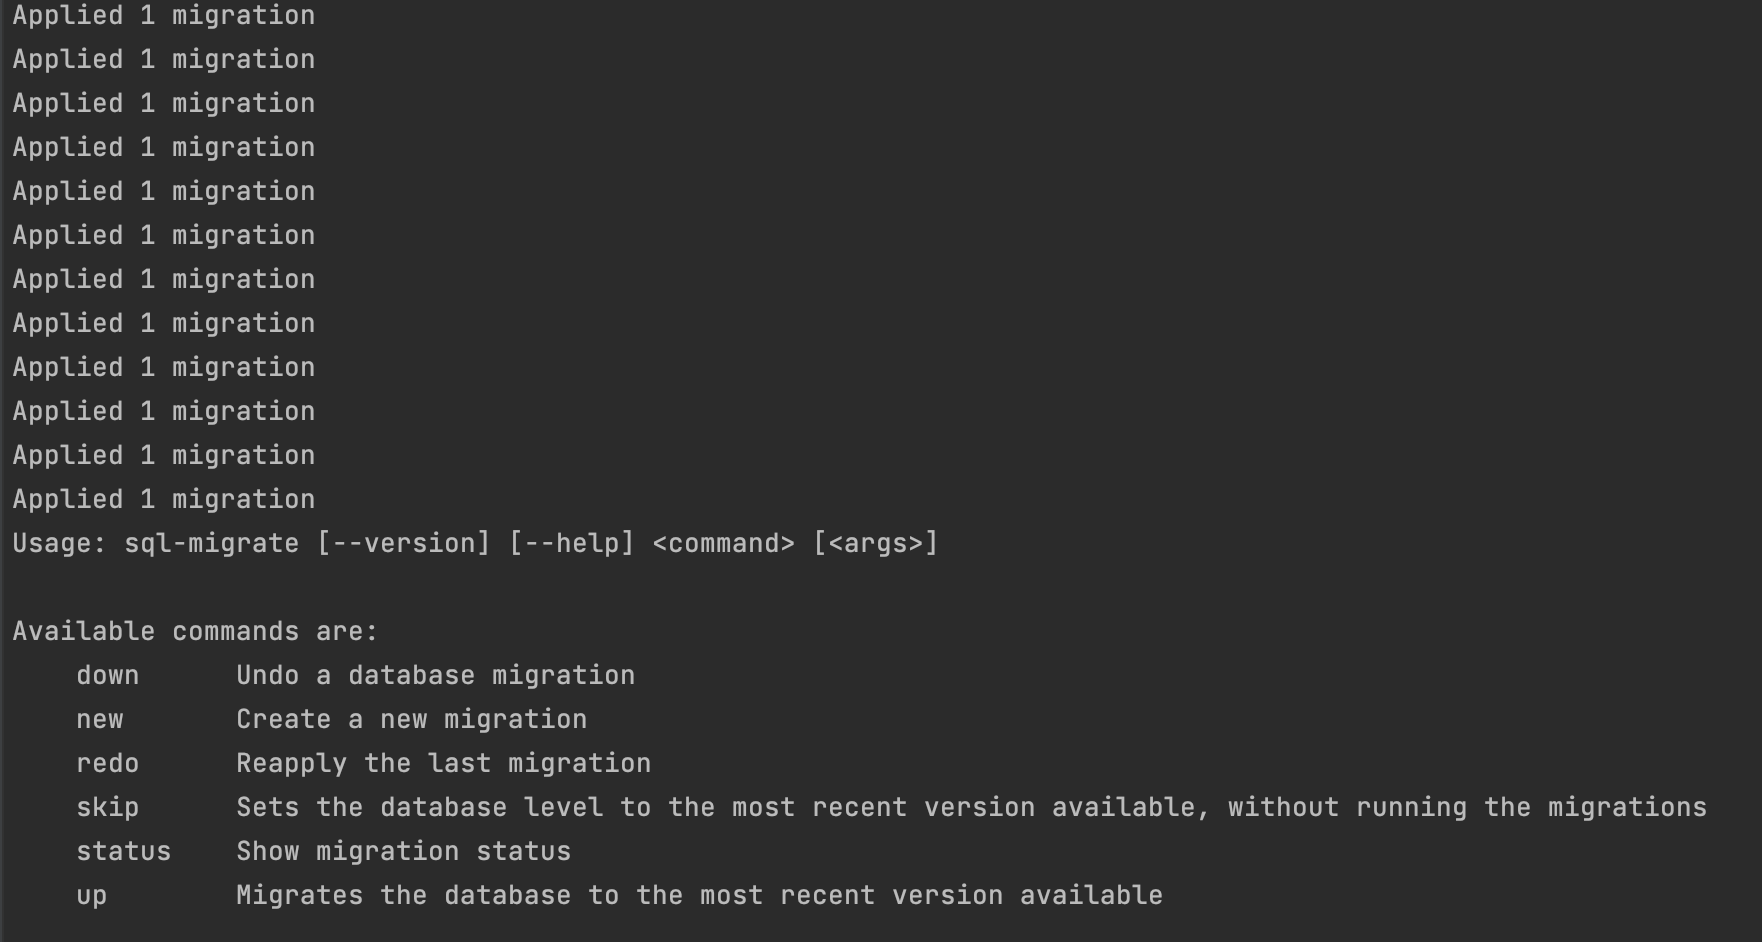 Applied 1 migration
Applied 1 migration
Applied 1 migration
Applied 1 migration
Applied 1 migration
Applied 1 migration
Applied 1 migration
Applied 1 migration
Applied 1 migration
Applied 1 migration
Applied 1 migration
Applied 1 migration
Usage: sql-migrate [--version] [--help] <command> [<args>]

Available commands are:
    down      Undo a database migration
    new       Create a new migration
    redo      Reapply the last migration
    skip      Sets the database level to the most recent version available, without running the migrations
    status    Show migration status
    up        Migrates the database to the most recent version available